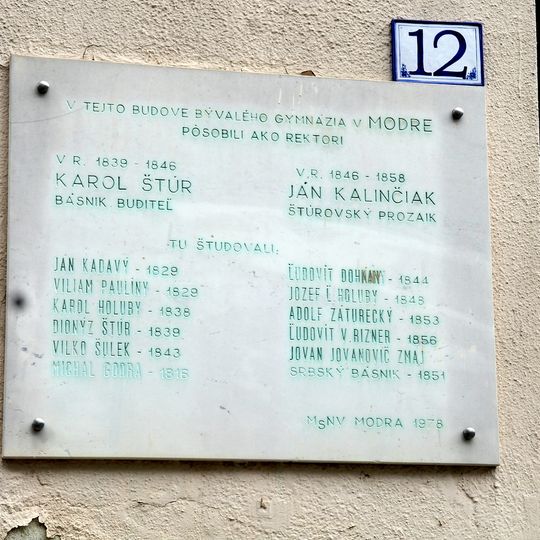 12
V TEJTO BUDOVE BÝVALÉHO GYMNÁZIA V MODRE
PÔSOBILI AKO REKTORI
V R. 1839 - 1846
KAROL ŠTÚR
BÁSNIK BUDITEĽ
V.R. 1846 - 1858
JÁN KALINČIAK
ŠTÚROVSKÝ PROZAIK
TU ŠTUDOVALI:
JAN KADAVÝ - 1829
VILIAM PAULÍNY - 1829
KAROL HOLUBY - 1838
DIONÝZ ŠTÚR - 1839
VILKO ŠULEK - 1843
MICHAL GODRA - 1846
ĽUDOVÍT DOHNÁNY - 1844
JOZEF Ľ. HOLUBY - 1848
ADOLF ZÁTURECKÝ - 1853
ĽUDOVÍT V. RIZNER - 1856
JOVAN JOVANOVIČ ZMAJ
SRBSKÝ BÁSNIK - 1851
MSNV MODRA 1978